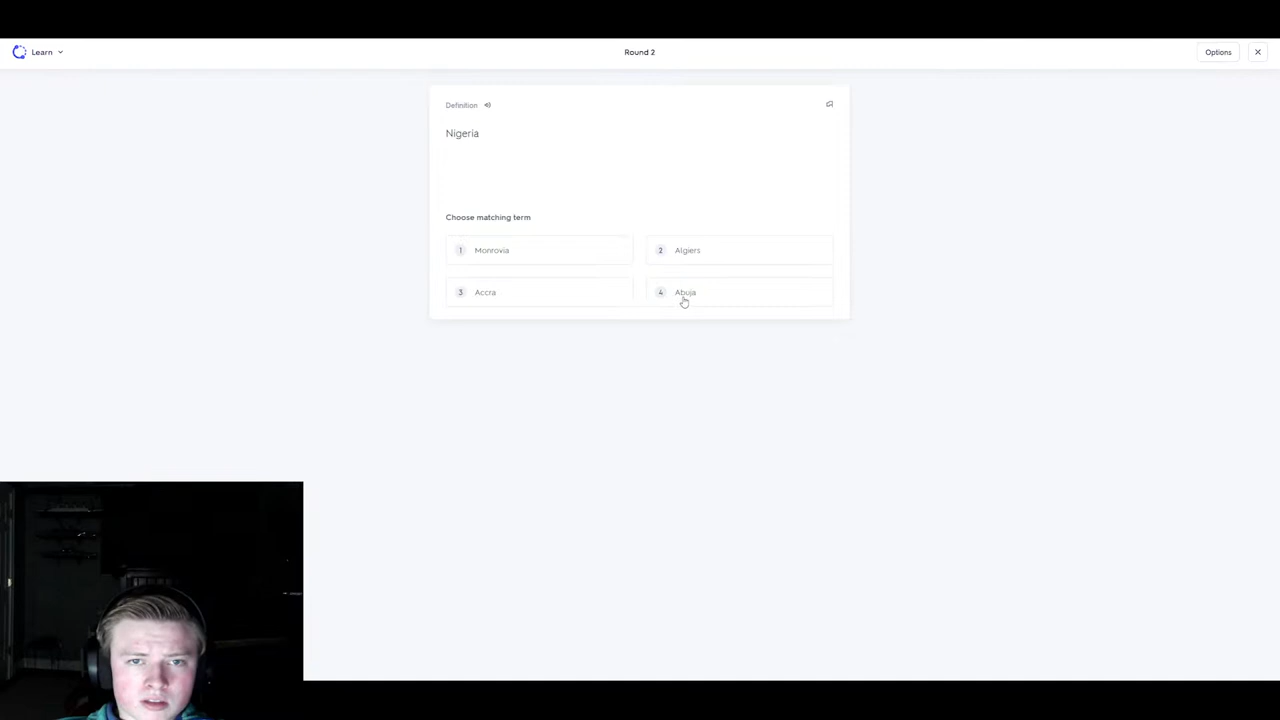 Learn
Round 2
Options
Definition
Nigeria
Choose matching term
1 Monrovia
2 Algiers
3 Accra
4 Abuja